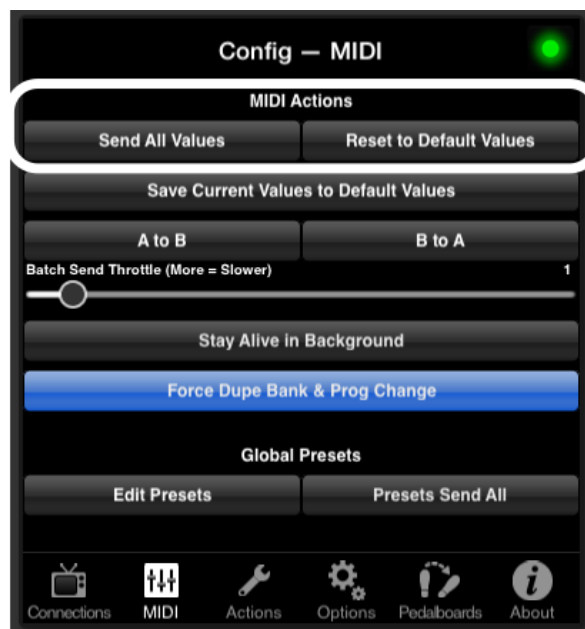 Config — MIDI
MIDI Actions
Send All Values Reset to Default Values
Save Current Values to Default Values
A to B B to A
Batch Send Throttle (More = Slower) 1
Stay Alive in Background
Force Dupe Bank & Prog Change
Global Presets
Edit Presets Presets Send All
Connections MIDI Actions Options Pedalboards About